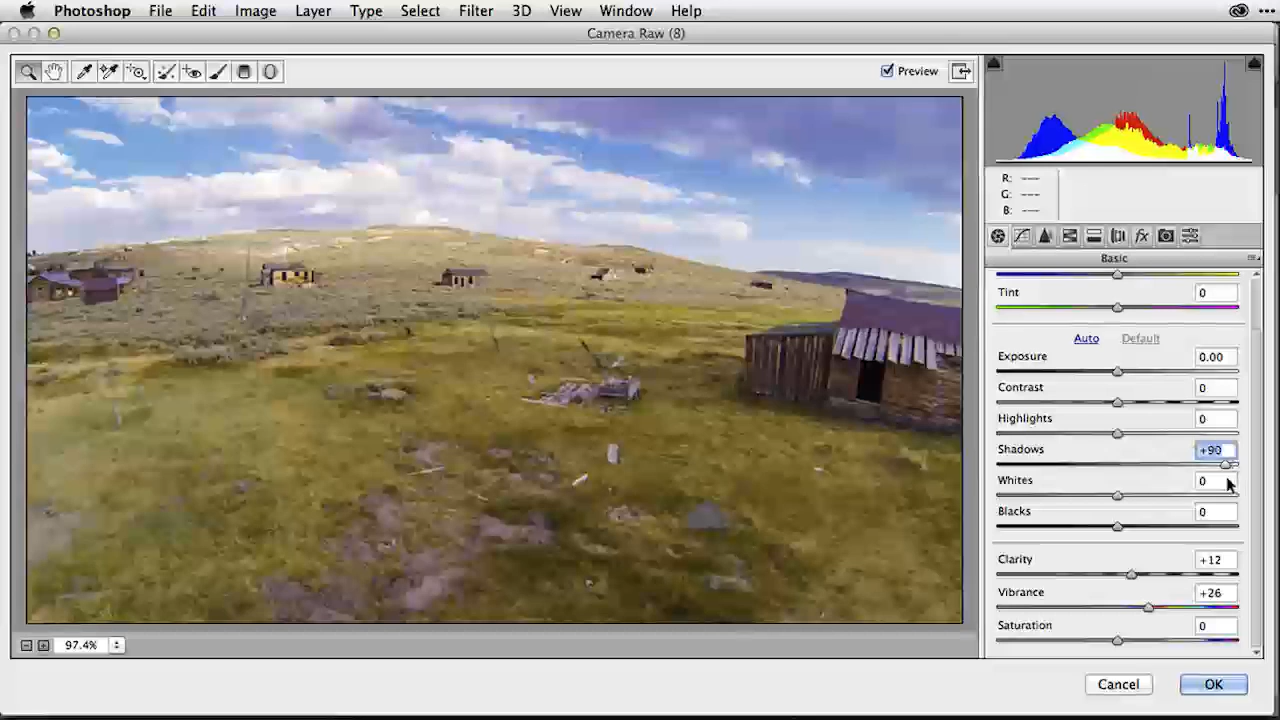 Photoshop File Edit Image Layer Type Select Filter 3D View Window Help
Camera Raw (8)
Preview
R: ---
G: ---
B: ---
fx
Basic
Tint 0
Auto Default
Exposure 0.00
Contrast 0
Highlights 0
Shadows +90
Whites 0
Blacks 0
Clarity +12
Vibrance +26
Saturation 0
97.4%
Cancel OK